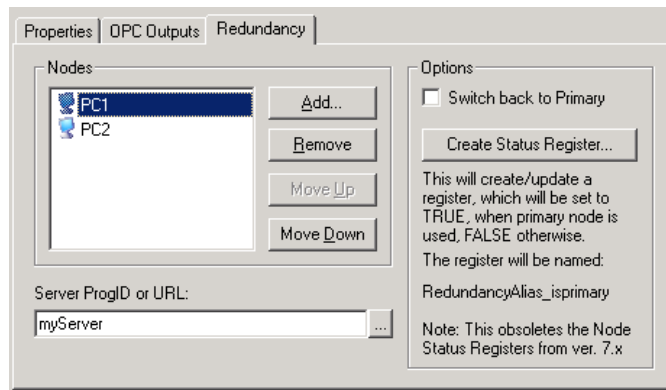 Properties
OPC Outputs
Redundancy
Nodes
PC1
PC2
Add...
Remove
Move Up
Move Down
Server ProgID or URL:
myServer
...
Options
Switch back to Primary
Create Status Register...
This will create/update a
register, which will be set to
TRUE, when primary node is
used, FALSE otherwise.
The register will be named:
RedundancyAlias_isprimary
Note: This obsoletes the Node
Status Registers from ver. 7.x